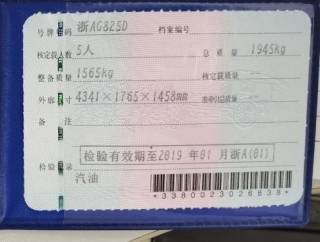 号牌号码 浙AG825D 档案编号
核定载人数 5人 总质量 1945kg
整备质量 1565kg 核定载质量 --
外廓尺寸 4341×1765×1458mm 准牵引总质量 --
备注
检验有效期至2019年01月浙A(01)
检验记录
汽油
*3380023026838*